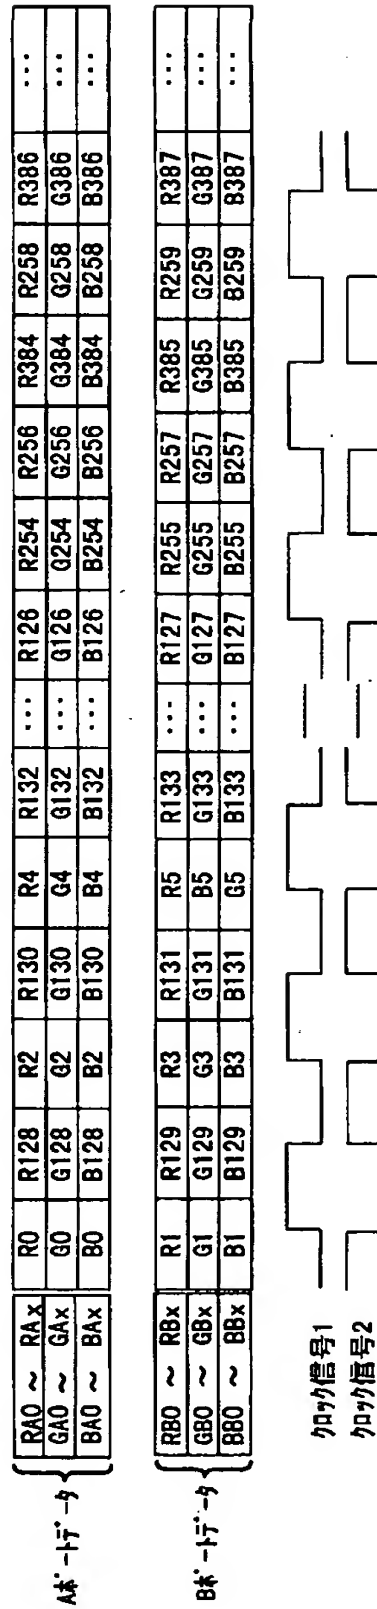 Aポートデータ
RA0 ~ RAx R0 R128 R2 R130 R4 R132 ... R126 R254 R256 R384 R258 R386 ...
GA0 ~ GAx G0 G128 G2 G130 G4 G132 ... G126 G254 G256 G384 G258 G386 ...
BA0 ~ BAx B0 B128 B2 B130 B4 B132 ... B126 B254 B256 B384 B258 B386 ...
Bポートデータ
RB0 ~ RBx R1 R129 R3 R131 R5 R133 ... R127 R255 R257 R385 R259 R387 ...
GB0 ~ GBx G1 G129 G3 G131 B5 G133 ... G127 G255 G257 G385 G259 G387 ...
BB0 ~ BBx B1 B129 B3 B131 G5 B133 ... B127 B255 B257 B385 B259 B387 ...
クロック信号1
クロック信号2